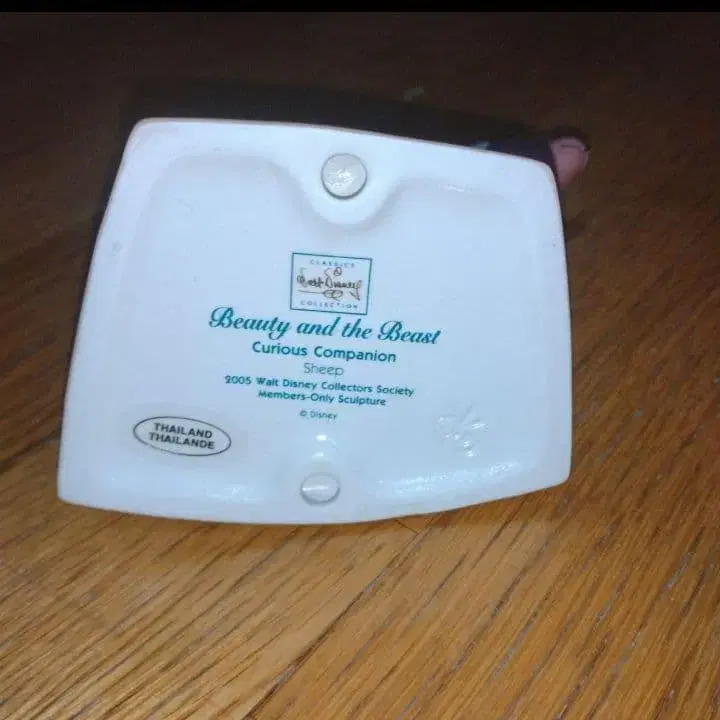 CLASSICS
Walt Disney
COLLECTION
Beauty and the Beast
Curious Companion
Sheep
2005 Walt Disney Collectors Society
Members-Only Sculpture
© Disney
THAILAND
THAILANDE